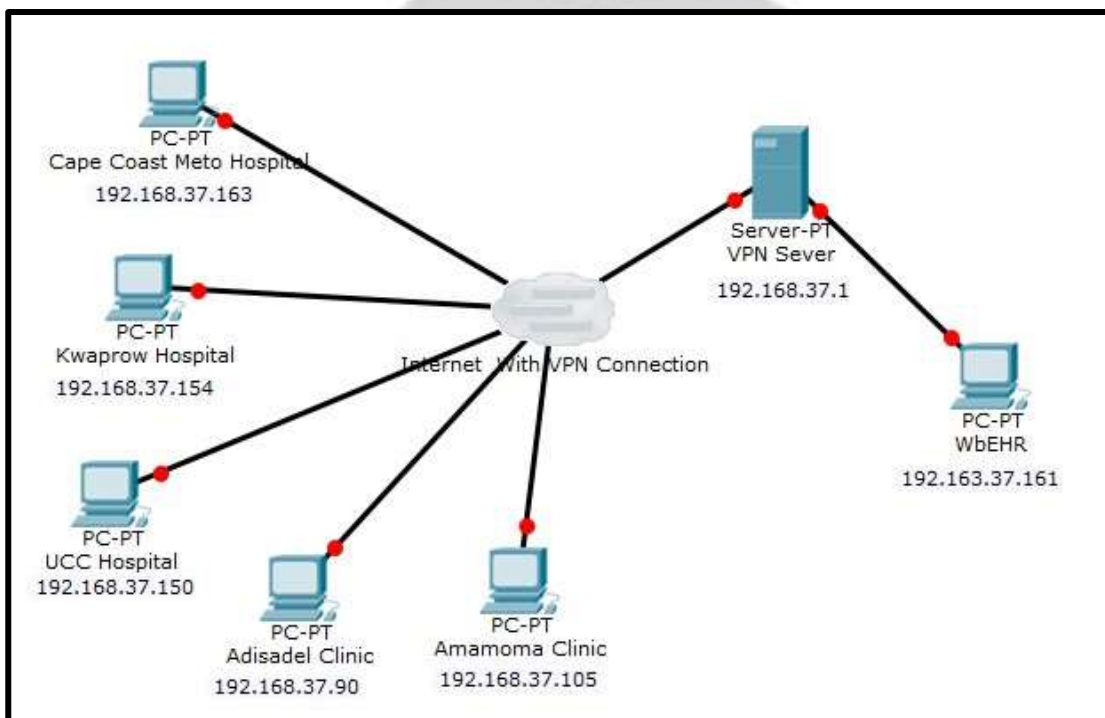 PC-PT
Cape Coast Meto Hospital
192.168.37.163
Server-PT
VPN Sever
192.168.37.1
PC-PT
Kwaprow Hospital
192.168.37.154
Internet With VPN Connection
PC-PT
WbEHR
192.163.37.161
PC-PT
UCC Hospital
192.168.37.150
PC-PT
Adisadel Clinic
192.168.37.90
PC-PT
Amamoma Clinic
192.168.37.105